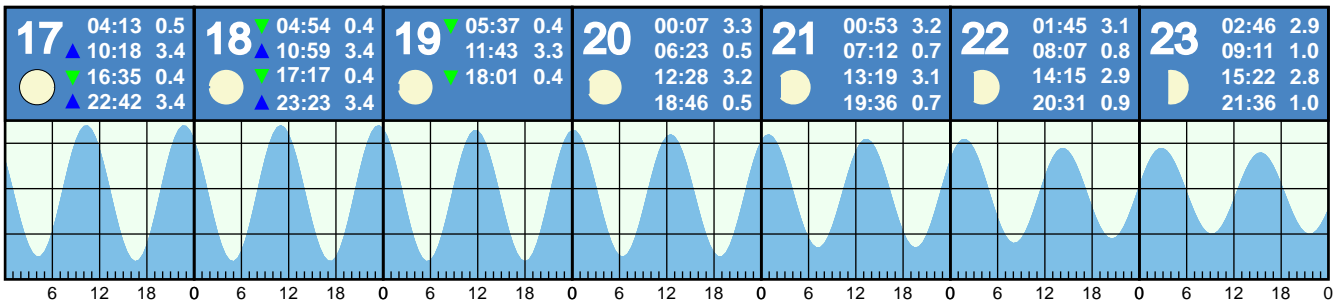 17
04:13 0.5
▲ 10:18 3.4
▼ 16:35 0.4
▲ 22:42 3.4
18
▼ 04:54 0.4
▲ 10:59 3.4
▼ 17:17 0.4
▲ 23:23 3.4
19
▼ 05:37 0.4
11:43 3.3
▼ 18:01 0.4
20
00:07 3.3
06:23 0.5
12:28 3.2
18:46 0.5
21
00:53 3.2
07:12 0.7
13:19 3.1
19:36 0.7
22
01:45 3.1
08:07 0.8
14:15 2.9
20:31 0.9
23
02:46 2.9
09:11 1.0
15:22 2.8
21:36 1.0
6 12 18 0 6 12 18 0 6 12 18 0 6 12 18 0 6 12 18 0 6 12 18 0 6 12 18 0